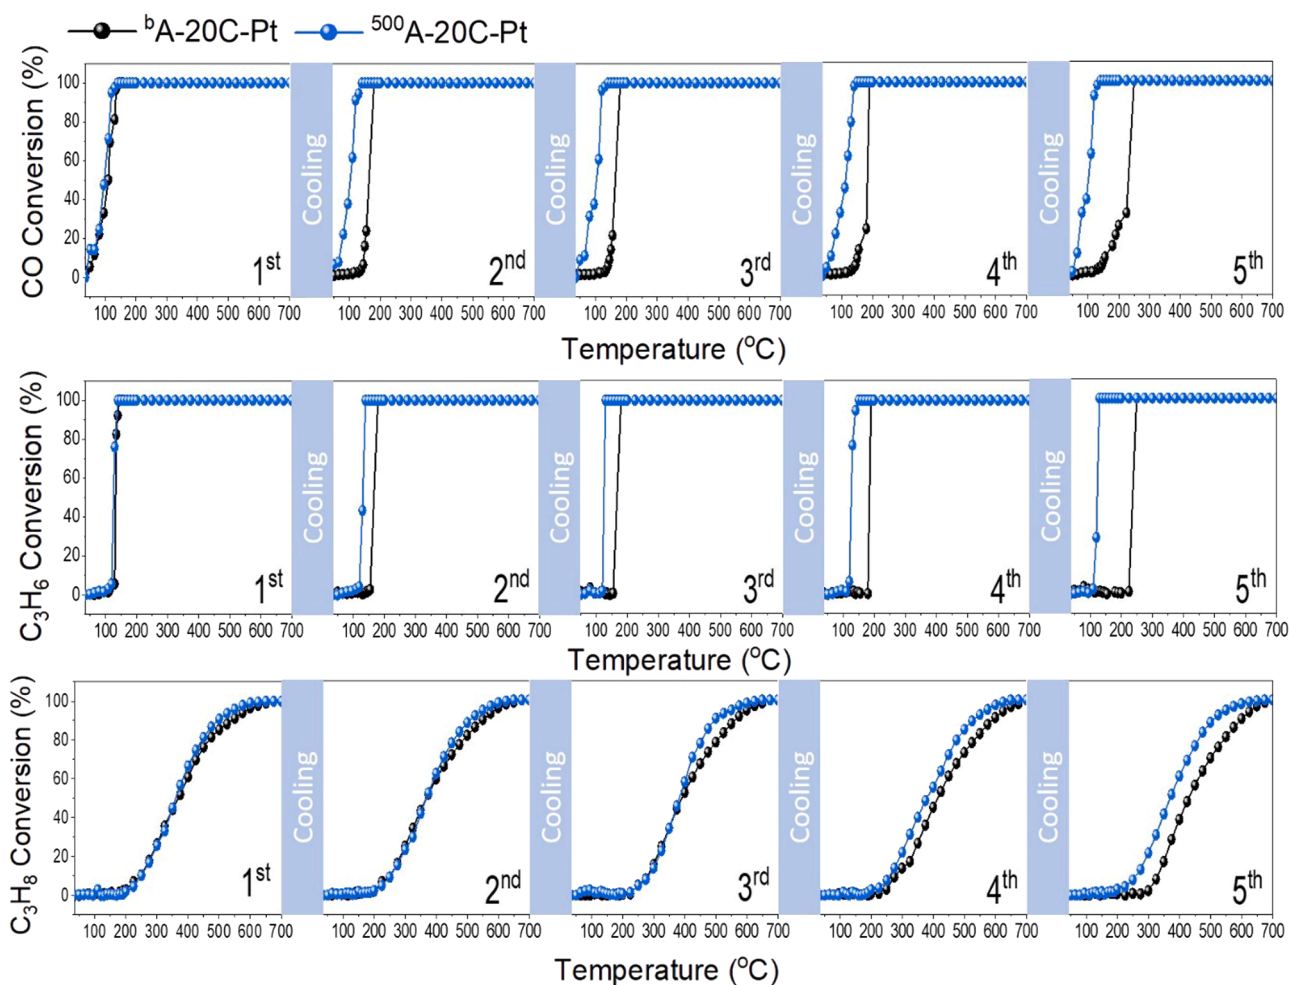 ᵇA-20C-Pt ⁵⁰⁰A-20C-Pt
CO Conversion (%)
100
80
60
40
20
0
Cooling Cooling Cooling Cooling
1st 2nd 3rd 4th 5th
100 200 300 400 500 600 700 100 200 300 400 500 600 700 100 200 300 400 500 600 700 100 200 300 400 500 600 700 100 200 300 400 500 600 700
Temperature (°C)
C₃H₆ Conversion (%)
100
80
60
40
20
0
Cooling Cooling Cooling Cooling
1st 2nd 3rd 4th 5th
100 200 300 400 500 600 700 100 200 300 400 500 600 700 100 200 300 400 500 600 700 100 200 300 400 500 600 700 100 200 300 400 500 600 700
Temperature (°C)
C₃H₈ Conversion (%)
100
80
60
40
20
0
Cooling Cooling Cooling Cooling
1st 2nd 3rd 4th 5th
100 200 300 400 500 600 700 100 200 300 400 500 600 700 100 200 300 400 500 600 700 100 200 300 400 500 600 700 100 200 300 400 500 600 700
Temperature (°C)